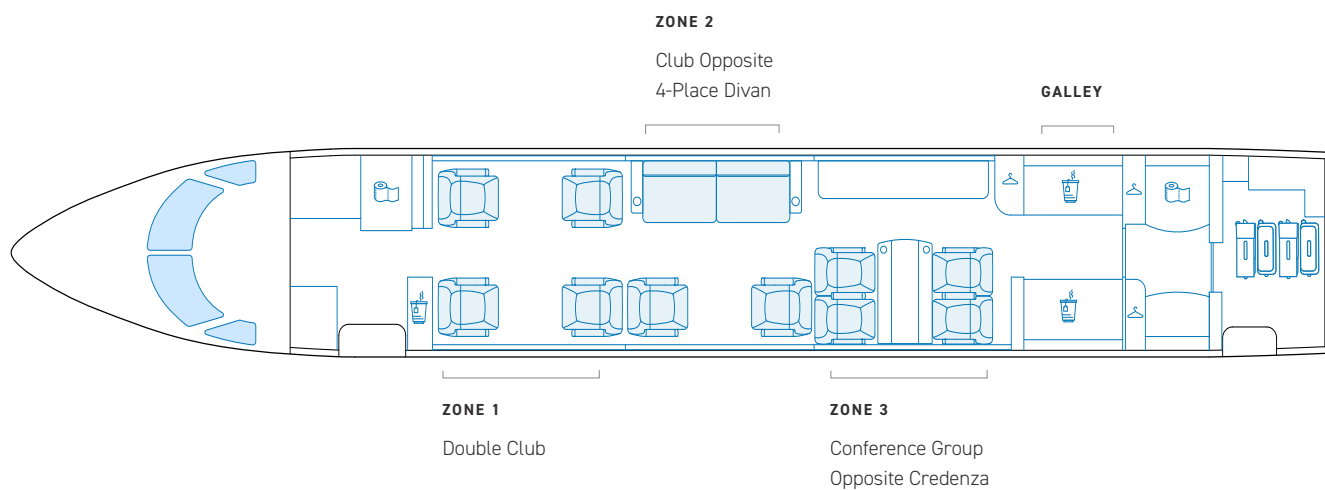 ZONE 2
Club Opposite
4-Place Divan
GALLEY
ZONE 1
Double Club
ZONE 3
Conference Group
Opposite Credenza